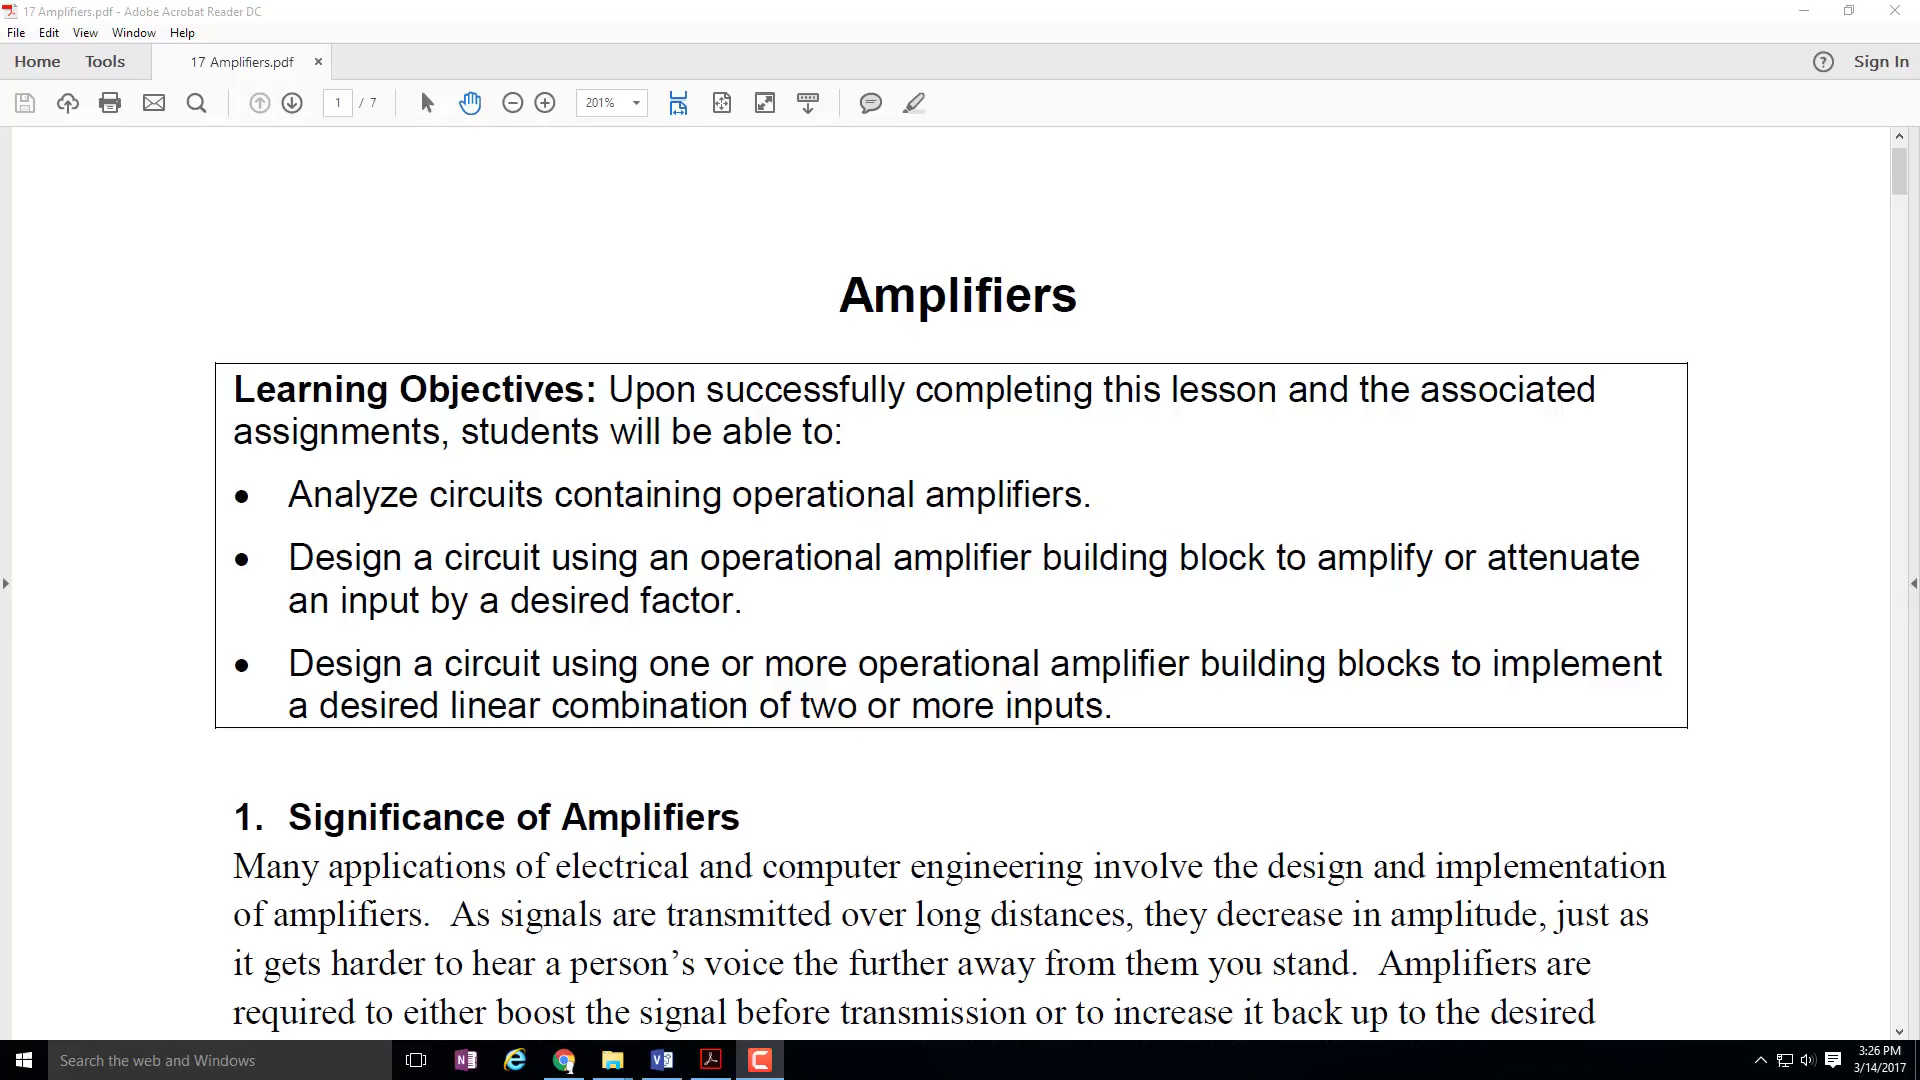 17 Amplifiers.pdf - Adobe Acrobat Reader DC
File Edit View Window Help
Home Tools 17 Amplifiers.pdf × Sign In
1 / 7 201%
Amplifiers
Learning Objectives: Upon successfully completing this lesson and the associated
assignments, students will be able to:
• Analyze circuits containing operational amplifiers.
• Design a circuit using an operational amplifier building block to amplify or attenuate
an input by a desired factor.
• Design a circuit using one or more operational amplifier building blocks to implement
a desired linear combination of two or more inputs.
1. Significance of Amplifiers
Many applications of electrical and computer engineering involve the design and implementation
of amplifiers. As signals are transmitted over long distances, they decrease in amplitude, just as
it gets harder to hear a person’s voice the further away from them you stand. Amplifiers are
required to either boost the signal before transmission or to increase it back up to the desired
Search the web and Windows
3:26 PM
3/14/2017